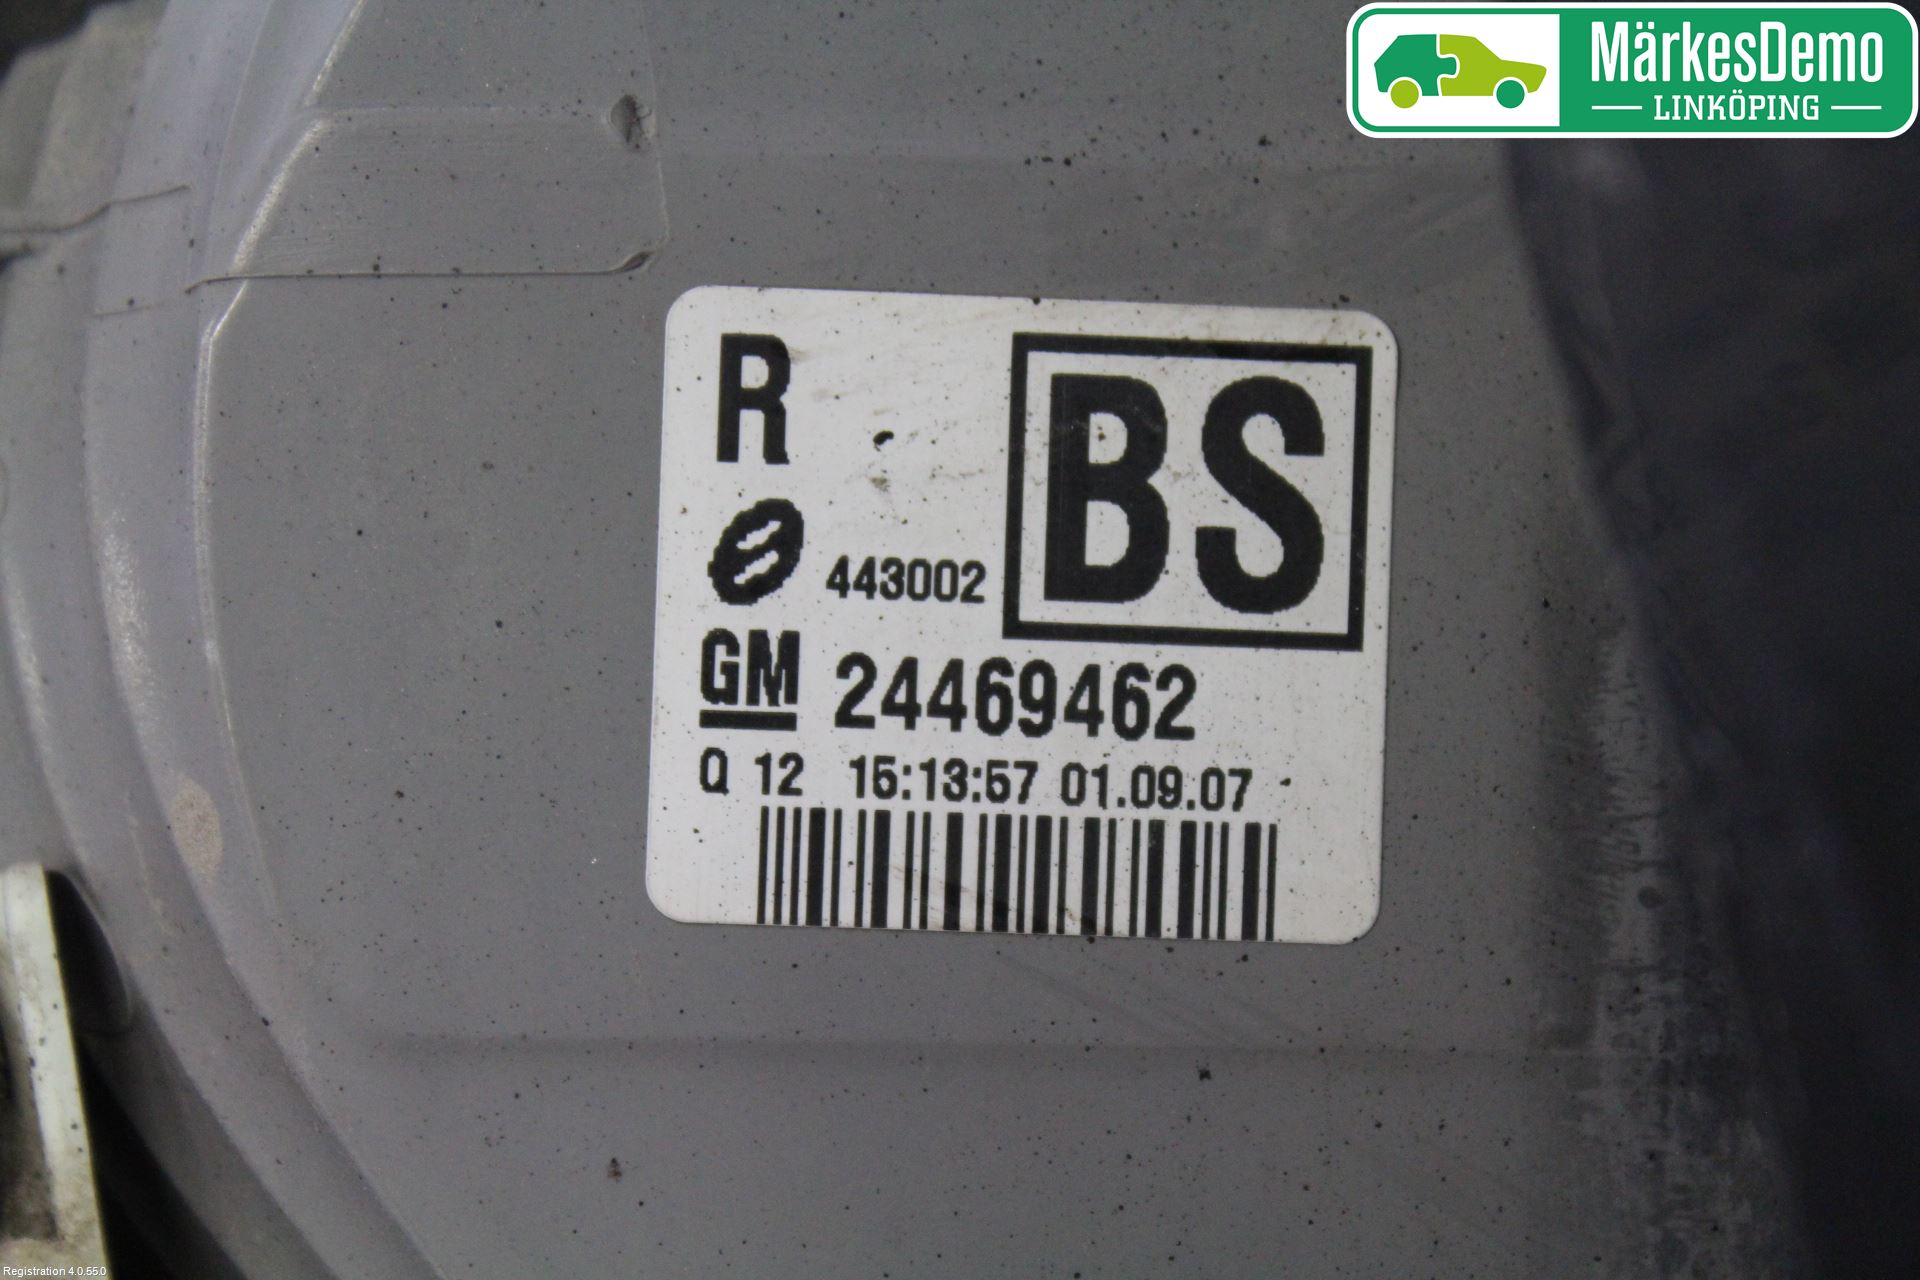 MärkesDemo
LINKÖPING
R
BS
443002
GM 24469462
Q 12 15:13:57 01.09.07
Registration 4.0.55.0